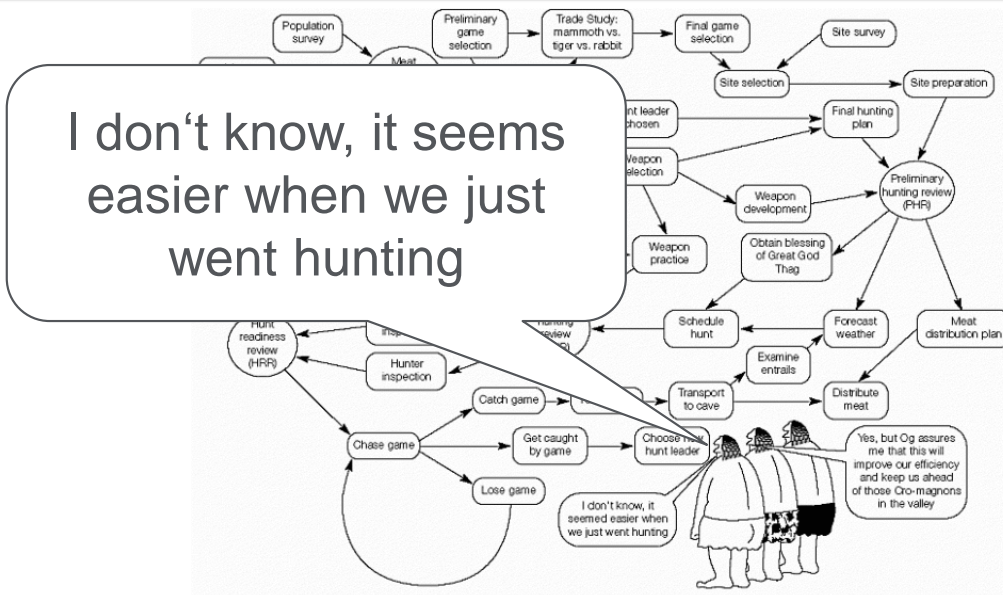 Population
survey
Preliminary
game
selection
Trade Study:
mammoth vs.
tiger vs. rabbit
Final game
selection
Site survey
Meat
Site selection
Site preparation
I don‘t know, it seems
easier when we just
went hunting
leader
chosen
Final hunting
plan
Weapon
selection
Preliminary
hunting review
(PHR)
Weapon
development
Weapon
practice
Obtain blessing
of Great God
Thag
Hunt
readiness
review
(HRR)
Hunter
inspection
hunting
review
Schedule
hunt
Forecast
weather
Meat
distribution plan
Examine
entrails
Catch game
Transport
to cave
Distribute
meat
Chase game
Get caught
by game
Choose new
hunt leader
Lose game
I don't know, it
seemed easier when
we just went hunting
Yes, but Og assures
me that this will
improve our efficiency
and keep us ahead
of those Cro-magnons
in the valley